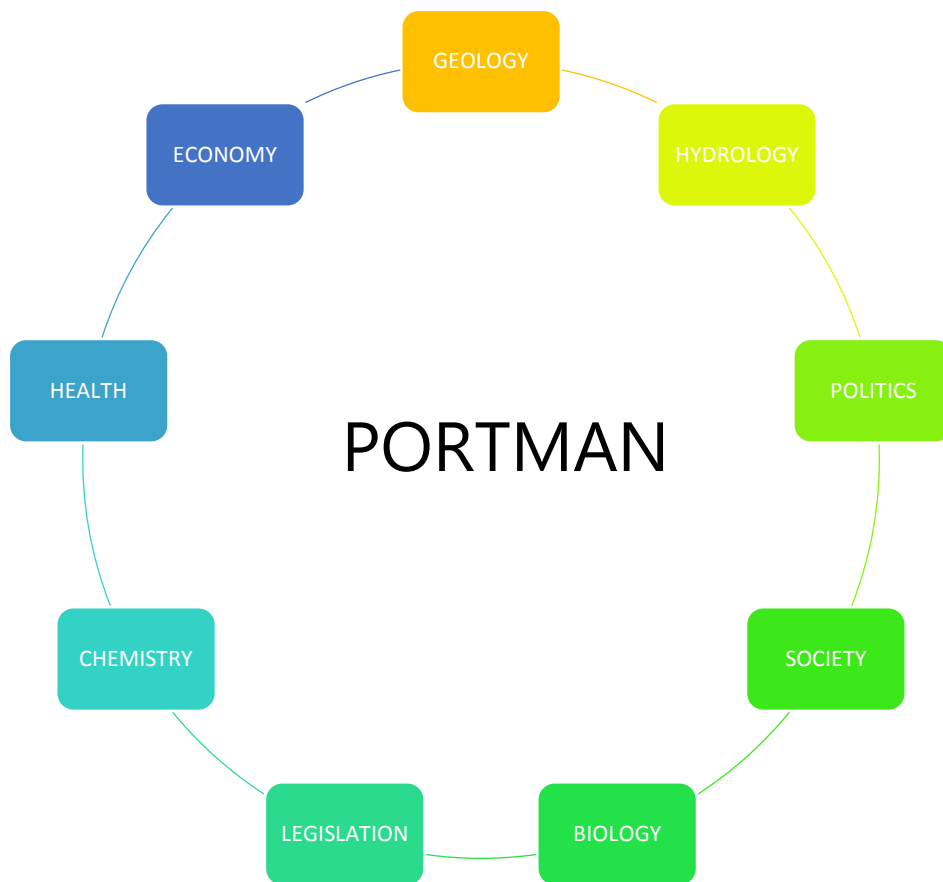 GEOLOGY
HYDROLOGY
POLITICS
SOCIETY
BIOLOGY
LEGISLATION
CHEMISTRY
HEALTH
ECONOMY
PORTMAN